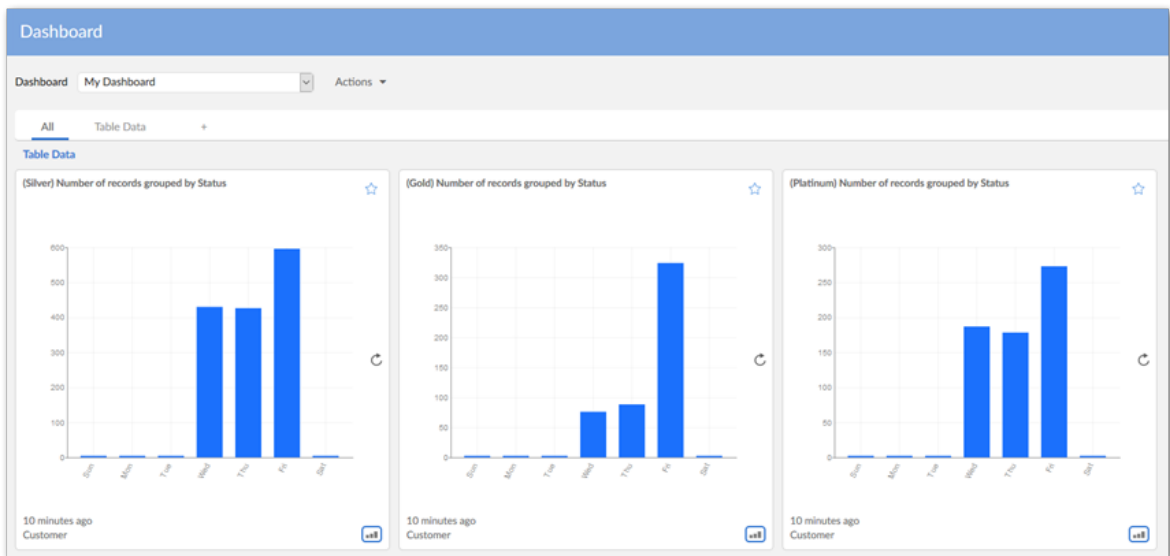 Dashboard
Dashboard My Dashboard Actions
All Table Data +
Table Data
(Silver) Number of records grouped by Status
600
500
400
300
200
100
0
Sun Mon Tue Wed Thu Fri Sat
10 minutes ago
Customer
(Gold) Number of records grouped by Status
350
300
250
200
150
100
50
0
Sun Mon Tue Wed Thu Fri Sat
10 minutes ago
Customer
(Platinum) Number of records grouped by Status
300
250
200
150
100
50
0
Sun Mon Tue Wed Thu Fri Sat
10 minutes ago
Customer